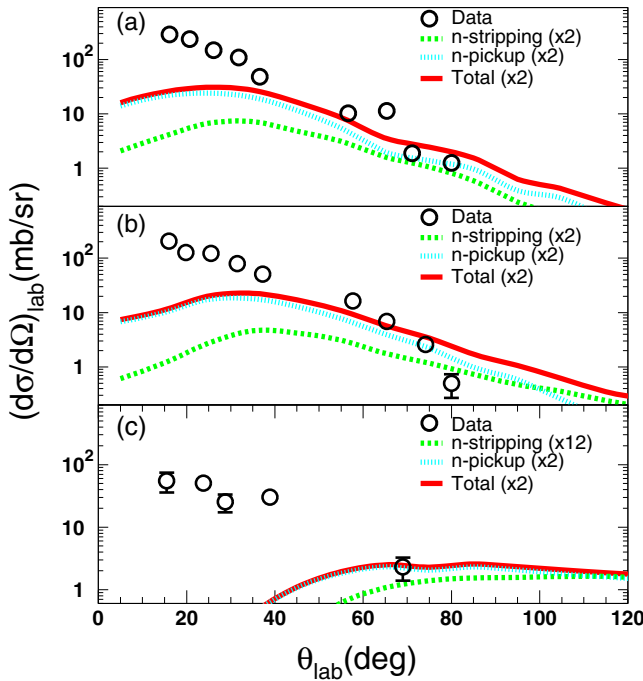 (a)
Data
n-stripping (x2)
n-pickup (x2)
Total (x2)
10²
10
1
(b)
Data
n-stripping (x2)
n-pickup (x2)
Total (x2)
10²
10
1
(dσ/dΩ)lab(mb/sr)
(c)
Data
n-stripping (x12)
n-pickup (x2)
Total (x2)
10²
10
1
0 20 40 60 80 100 120
θlab(deg)